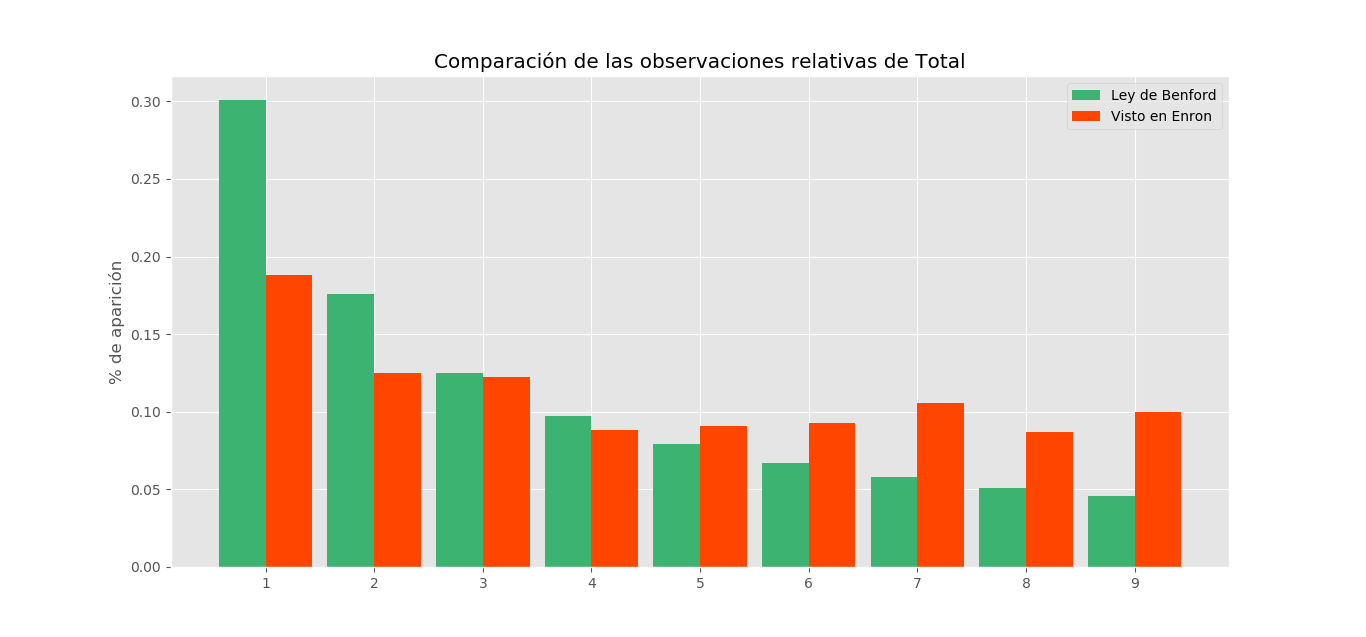 Comparación de las observaciones relativas de Total
Ley de Benford
Visto en Enron
% de aparición
0.30
0.25
0.20
0.15
0.10
0.05
0.00
1 2 3 4 5 6 7 8 9